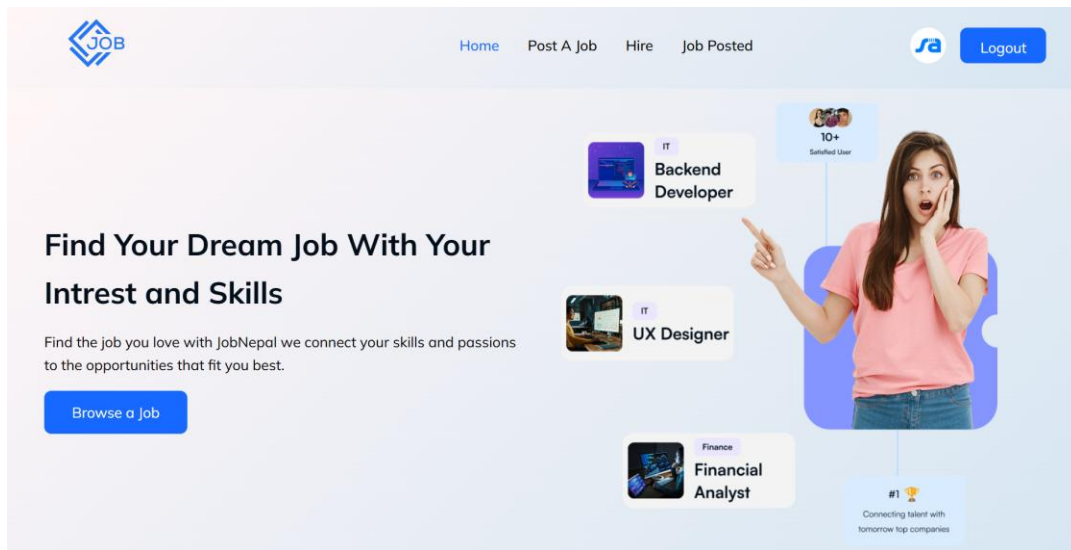 JOB
Home
Post A Job
Hire
Job Posted
Logout
Find Your Dream Job With Your
Intrest and Skills
Find the job you love with JobNepal we connect your skills and passions
to the opportunities that fit you best.
Browse a Job
10+
Satisfied User
IT
Backend
Developer
IT
UX Designer
Finance
Financial
Analyst
#1 🏆
Connecting talent with
tomorrow top companies